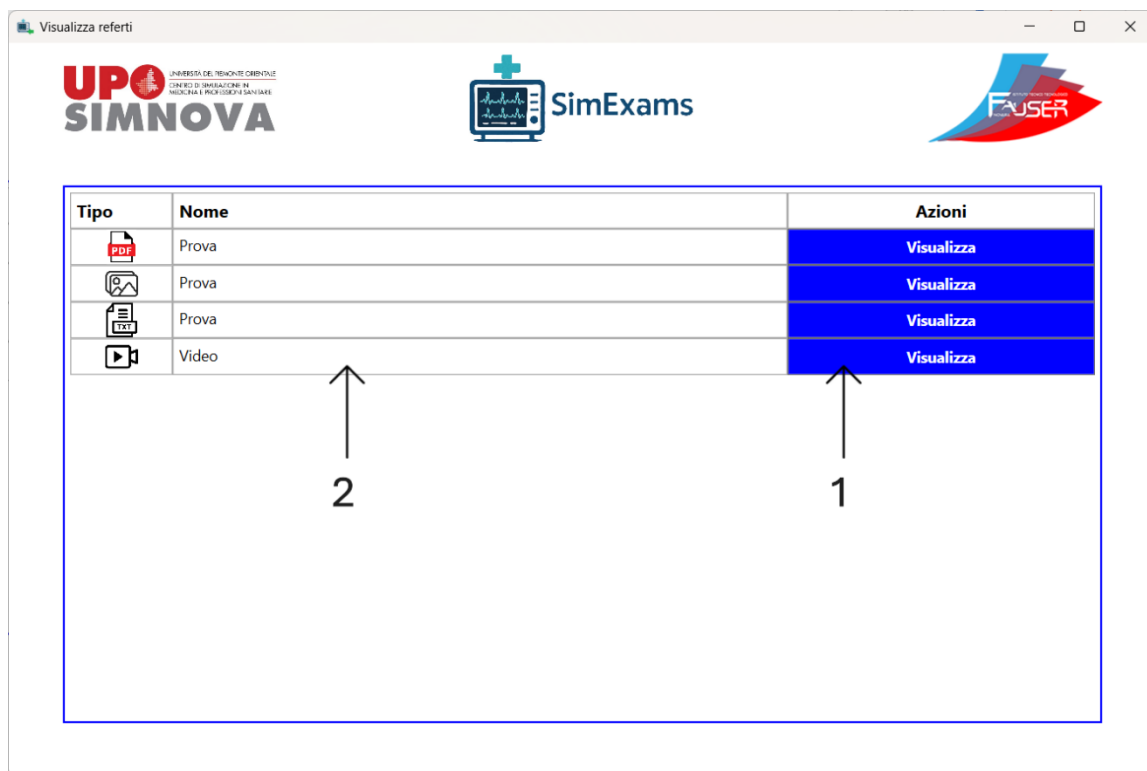 Visualizza referti
UPO
UNIVERSITÀ DEL PIEMONTE ORIENTALE
CENTRO DI SIMULAZIONE IN
MEDICINA E PROFESSIONI SANITARIE
SIMNOVA
SimExams
FAUSER
Tipo Nome Azioni
PDF Prova Visualizza
Prova Visualizza
TXT Prova Visualizza
Video Visualizza
2 1